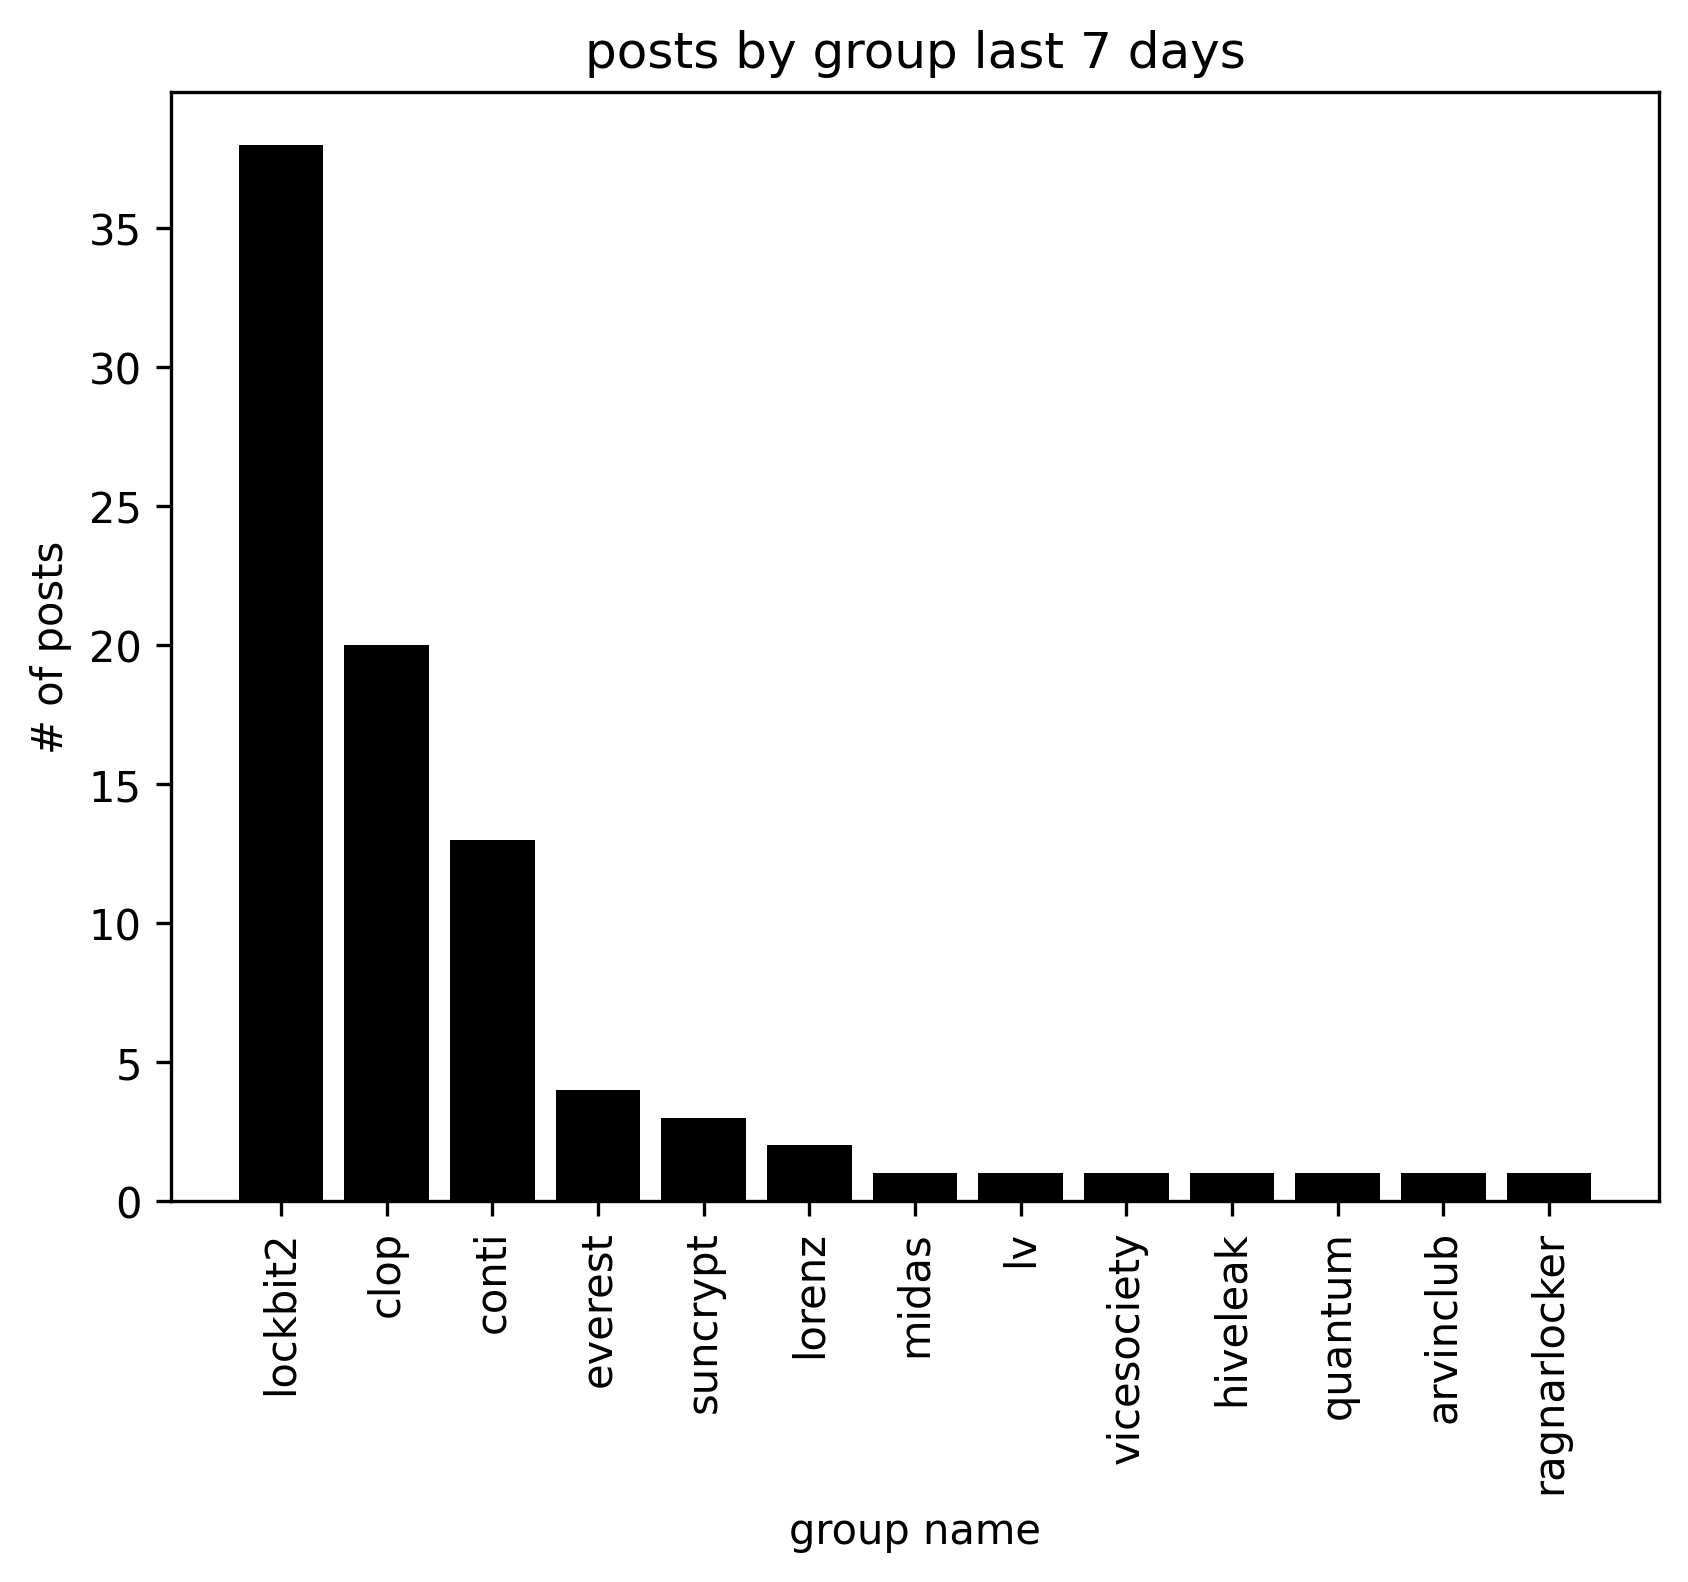 posts by group last 7 days
# of posts
35
30
25
20
15
10
5
0
lockbit2
clop
conti
everest
suncrypt
lorenz
midas
lv
vicesociety
hiveleak
quantum
arvinclub
ragnarlocker
group name